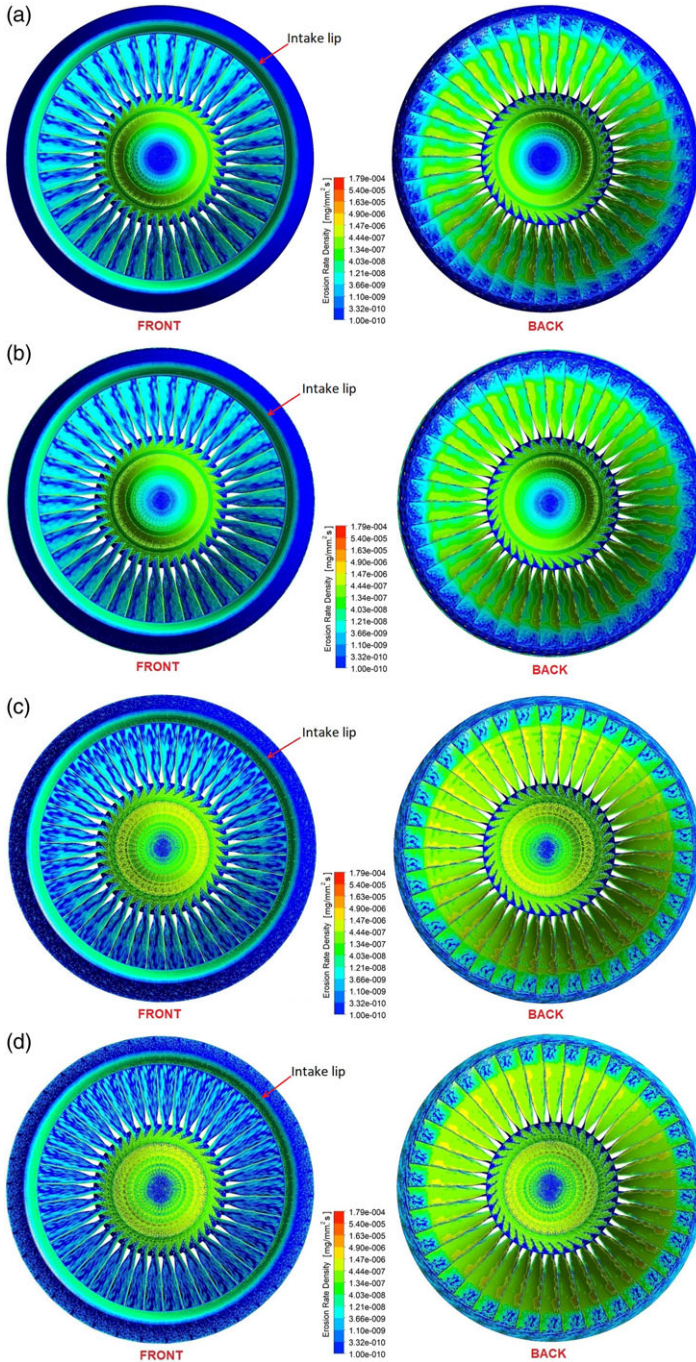 (a)
Intake lip
Erosion Rate Density [mg/mm² s]
1.79e-004
5.40e-005
1.63e-005
4.90e-006
1.47e-006
4.44e-007
1.34e-007
4.03e-008
1.21e-008
3.66e-009
1.10e-009
3.32e-010
1.00e-010
FRONT
BACK
(b)
Intake lip
Erosion Rate Density [mg/mm² s]
1.79e-004
5.40e-005
1.63e-005
4.90e-006
1.47e-006
4.44e-007
1.34e-007
4.03e-008
1.21e-008
3.66e-009
1.10e-009
3.32e-010
1.00e-010
FRONT
BACK
(c)
Intake lip
Erosion Rate Density [mg/mm² s]
1.79e-004
5.40e-005
1.63e-005
4.90e-006
1.47e-006
4.44e-007
1.34e-007
4.03e-008
1.21e-008
3.66e-009
1.10e-009
3.32e-010
1.00e-010
FRONT
BACK
(d)
Intake lip
Erosion Rate Density [mg/mm² s]
1.79e-004
5.40e-005
1.63e-005
4.90e-006
1.47e-006
4.44e-007
1.34e-007
4.03e-008
1.21e-008
3.66e-009
1.10e-009
3.32e-010
1.00e-010
FRONT
BACK